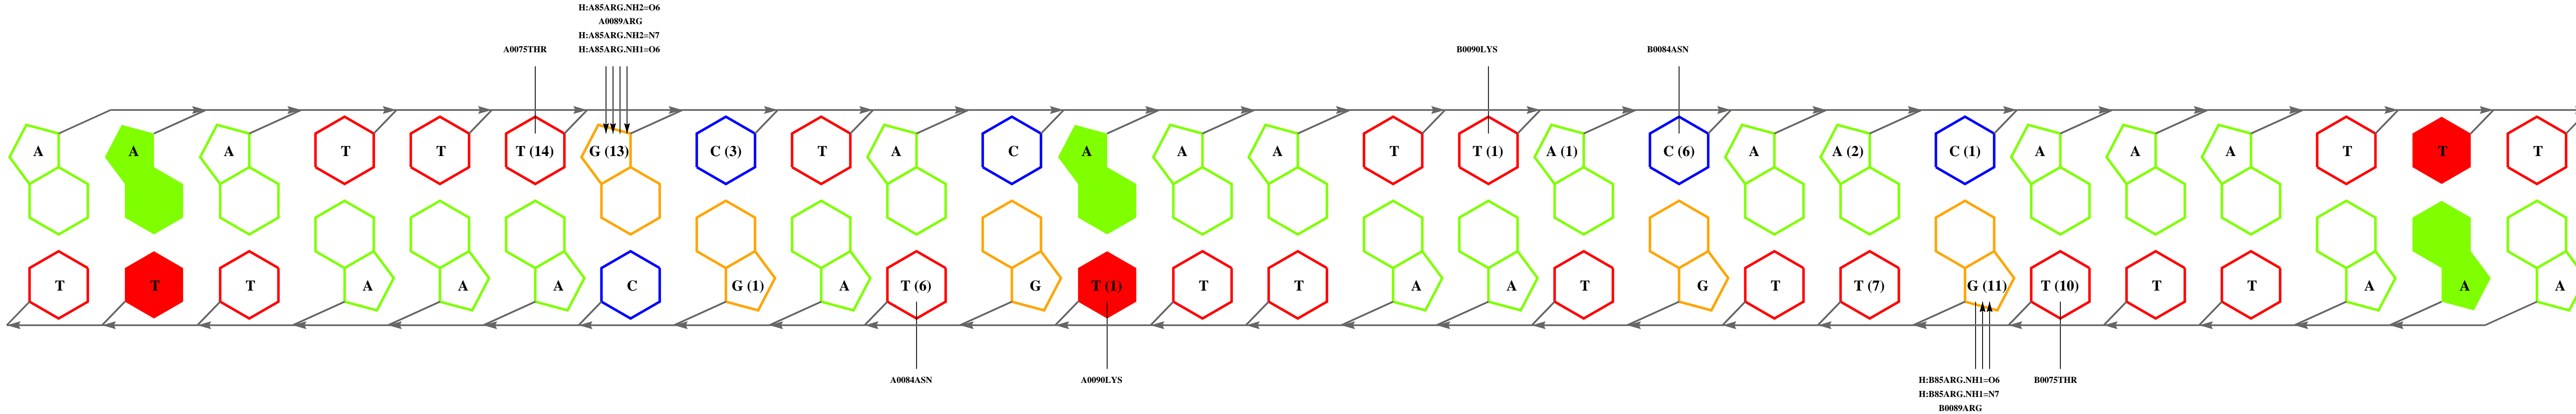 H:A85ARG.NH2=O6
A0089ARG
H:A85ARG.NH2=N7
A0075THR H:A85ARG.NH1=O6 B0090LYS B0084ASN
A A A T T T (14) G (13) C (3) T A C A A A T T (1) A (1) C (6) A A (2) C (1) A A A T T T
T T T A A A C G (1) A T (6) G T (1) T T A A T G T T (7) G (11) T (10) T T A A A
A0084ASN A0090LYS H:B85ARG.NH1=O6 B0075THR
H:B85ARG.NH1=N7
B0089ARG